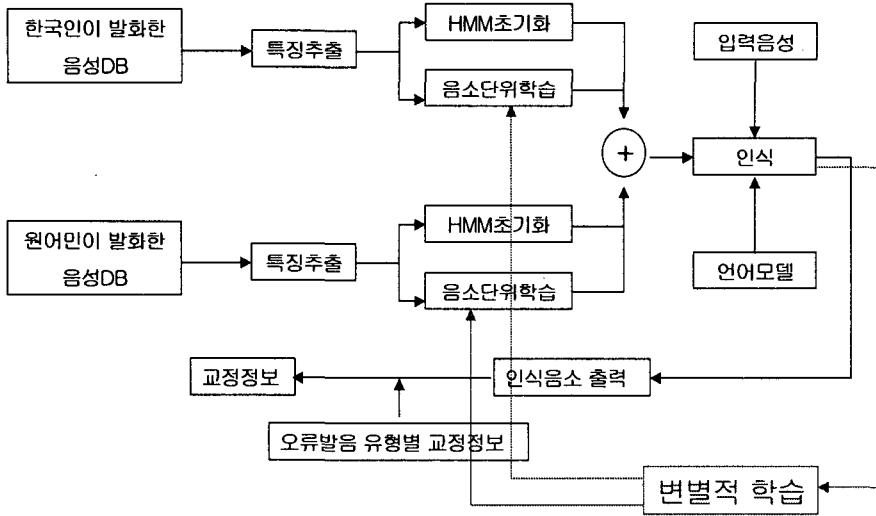 한국인이 발화한
음성DB
특징추출
HMM초기화
음소단위학습
입력음성
+
인식
원어민이 발화한
음성DB
특징추출
HMM초기화
음소단위학습
언어모델
교정정보
인식음소 출력
오류발음 유형별 교정정보
변별적 학습